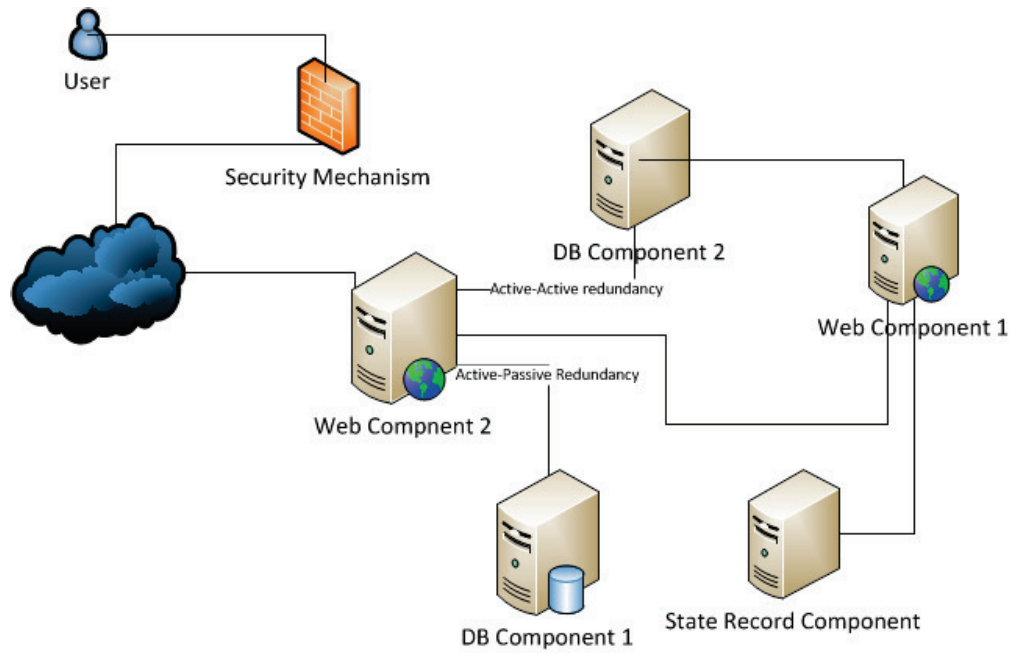 User
Security Mechanism
DB Component 2
Active-Active redundancy
Web Component 1
Active-Passive Redundancy
Web Compnent 2
State Record Component
DB Component 1